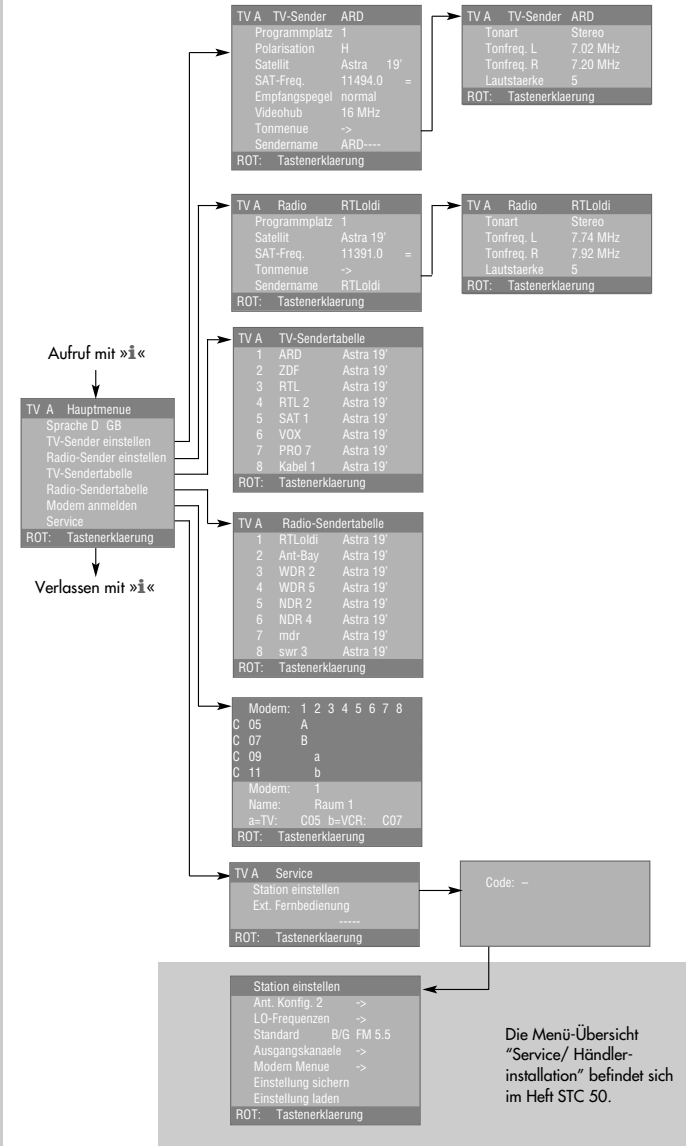 TV A TV-Sender ARD
Programmplatz 1
Polarisation H
Satellit Astra 19'
SAT-Freq. 11494.0 =
Empfangspegel normal
Videohub 16 MHz
Tonmenue ->
Sendername ARD----
ROT: Tastenerklaerung
TV A TV-Sender ARD
Tonart Stereo
Tonfreq. L 7.02 MHz
Tonfreq. R 7.20 MHz
Lautstaerke 5
ROT: Tastenerklaerung
TV A Radio RTLoldi
Programmplatz 1
Satellit Astra 19'
SAT-Freq. 11391.0 =
Tonmenue ->
Sendername RTLoldi
ROT: Tastenerklaerung
TV A Radio RTLoldi
Tonart Stereo
Tonfreq. L 7.74 MHz
Tonfreq. R 7.92 MHz
Lautstaerke 5
ROT: Tastenerklaerung
Aufruf mit »i«
TV A Hauptmenue
Sprache D GB
TV-Sender einstellen
Radio-Sender einstellen
TV-Sendertabelle
Radio-Sendertabelle
Modem anmelden
Service
ROT: Tastenerklaerung
Verlassen mit »i«
TV A TV-Sendertabelle
1 ARD Astra 19'
2 ZDF Astra 19'
3 RTL Astra 19'
4 RTL 2 Astra 19'
5 SAT 1 Astra 19'
6 VOX Astra 19'
7 PRO 7 Astra 19'
8 Kabel 1 Astra 19'
ROT: Tastenerklaerung
TV A Radio-Sendertabelle
1 RTLoldi Astra 19'
2 Ant-Bay Astra 19'
3 WDR 2 Astra 19'
4 WDR 5 Astra 19'
5 NDR 2 Astra 19'
6 NDR 4 Astra 19'
7 mdr Astra 19'
8 swr 3 Astra 19'
ROT: Tastenerklaerung
Modem: 1 2 3 4 5 6 7 8
C 05 A
C 07 B
C 09 a
C 11 b
Modem: 1
Name: Raum 1
a=TV: C05 b=VCR: C07
ROT: Tastenerklaerung
TV A Service
Station einstellen
Ext. Fernbedienung
-----
ROT: Tastenerklaerung
Code: –
Station einstellen
Ant. Konfig. 2 ->
LO-Frequenzen ->
Standard B/G FM 5.5
Ausgangskanaele ->
Modem Menue ->
Einstellung sichern
Einstellung laden
ROT: Tastenerklaerung
Die Menü-Übersicht
"Service/ Händler-
installation" befindet sich
im Heft STC 50.